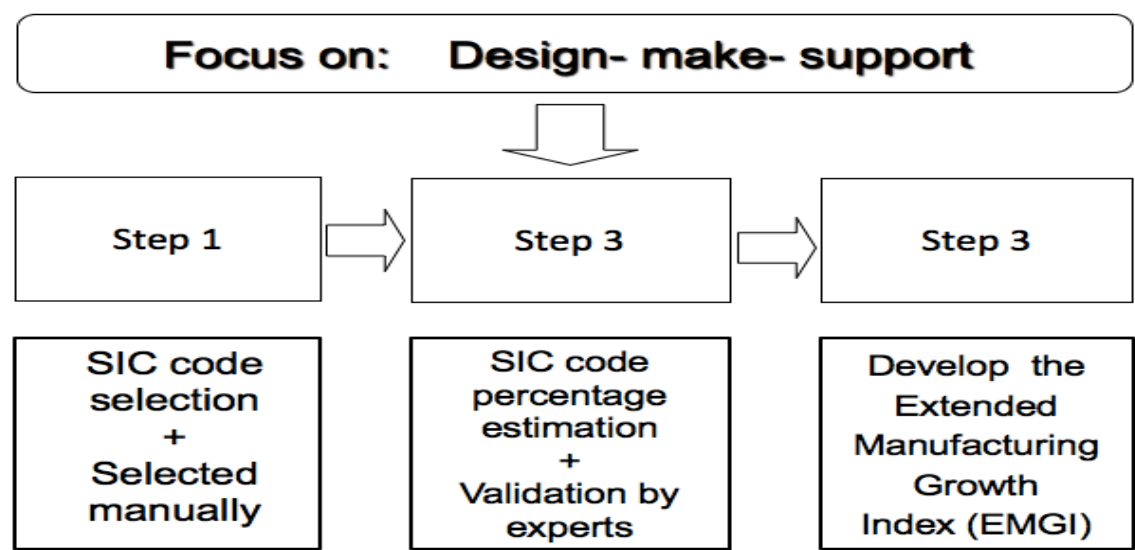 Focus on: Design- make- support
Step 1
Step 3
Step 3
SIC code
selection
+
Selected
manually
SIC code
percentage
estimation
+
Validation by
experts
Develop the
Extended
Manufacturing
Growth
Index (EMGI)